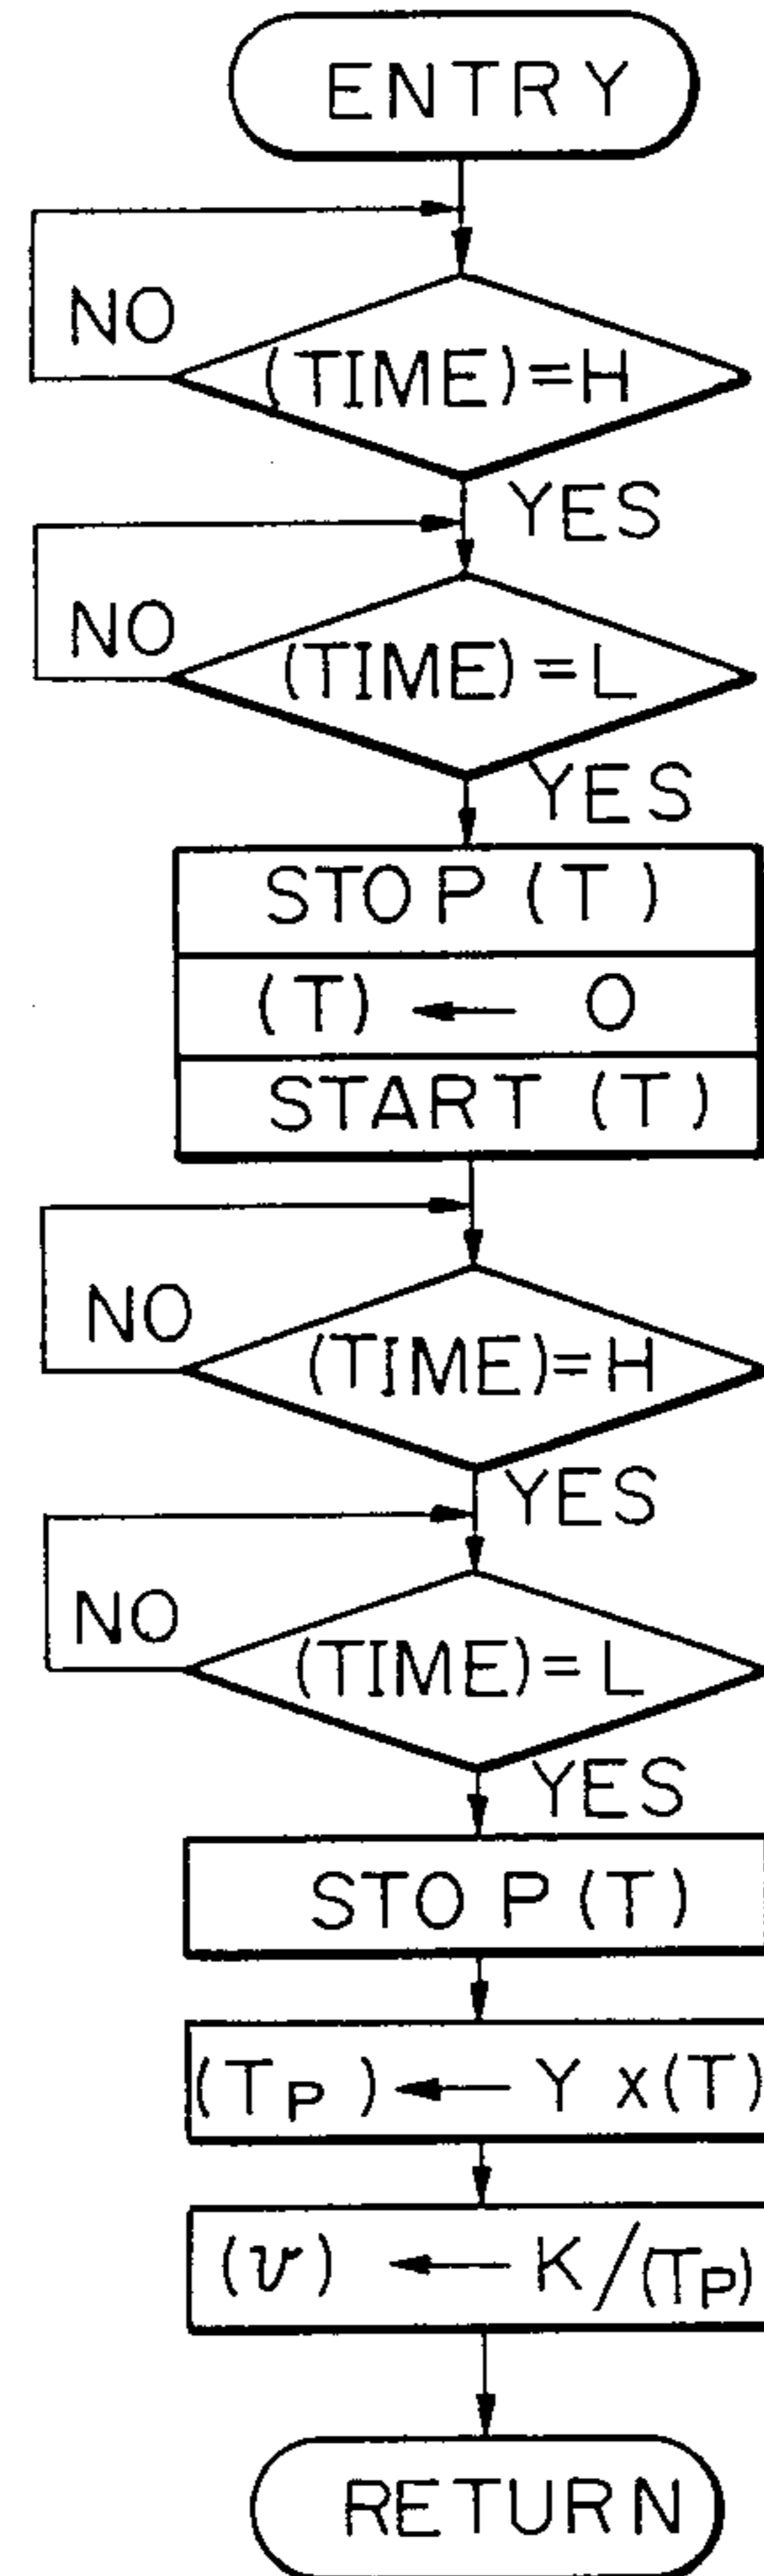 ENTRY
NO
(TIME)=H
YES
NO
(TIME)=L
YES
STOP (T)
(T) ← 0
START (T)
NO
(TIME)=H
YES
NO
(TIME)=L
YES
STOP (T)
(TP) ← Y x(T)
(v) ← K/(TP)
RETURN